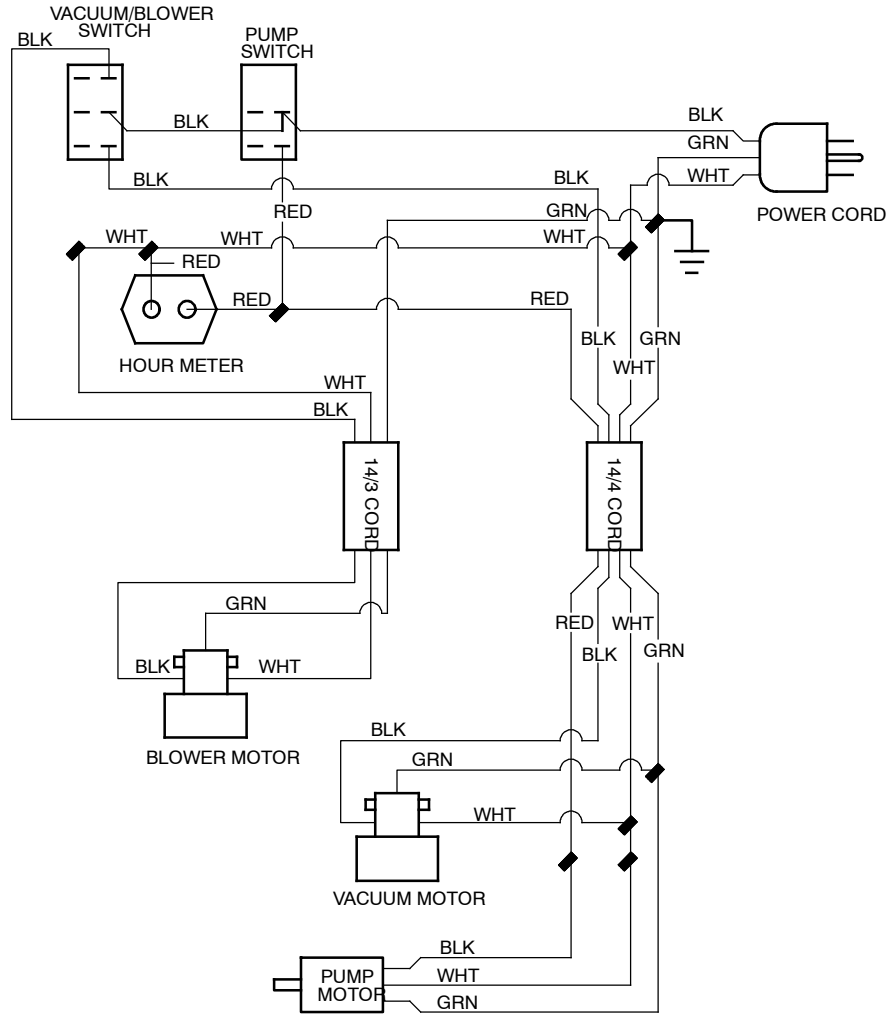 VACUUM/BLOWER
SWITCH
BLK
PUMP
SWITCH
BLK
BLK
GRN
WHT
POWER CORD
BLK
BLK
RED
GRN
WHT
WHT
WHT
RED
RED
RED
HOUR METER
BLK
GRN
WHT
WHT
BLK
14/3 CORD
14/4 CORD
GRN
RED
WHT
BLK
GRN
BLK
WHT
BLOWER MOTOR
BLK
GRN
WHT
VACUUM MOTOR
BLK
PUMP
MOTOR
WHT
GRN